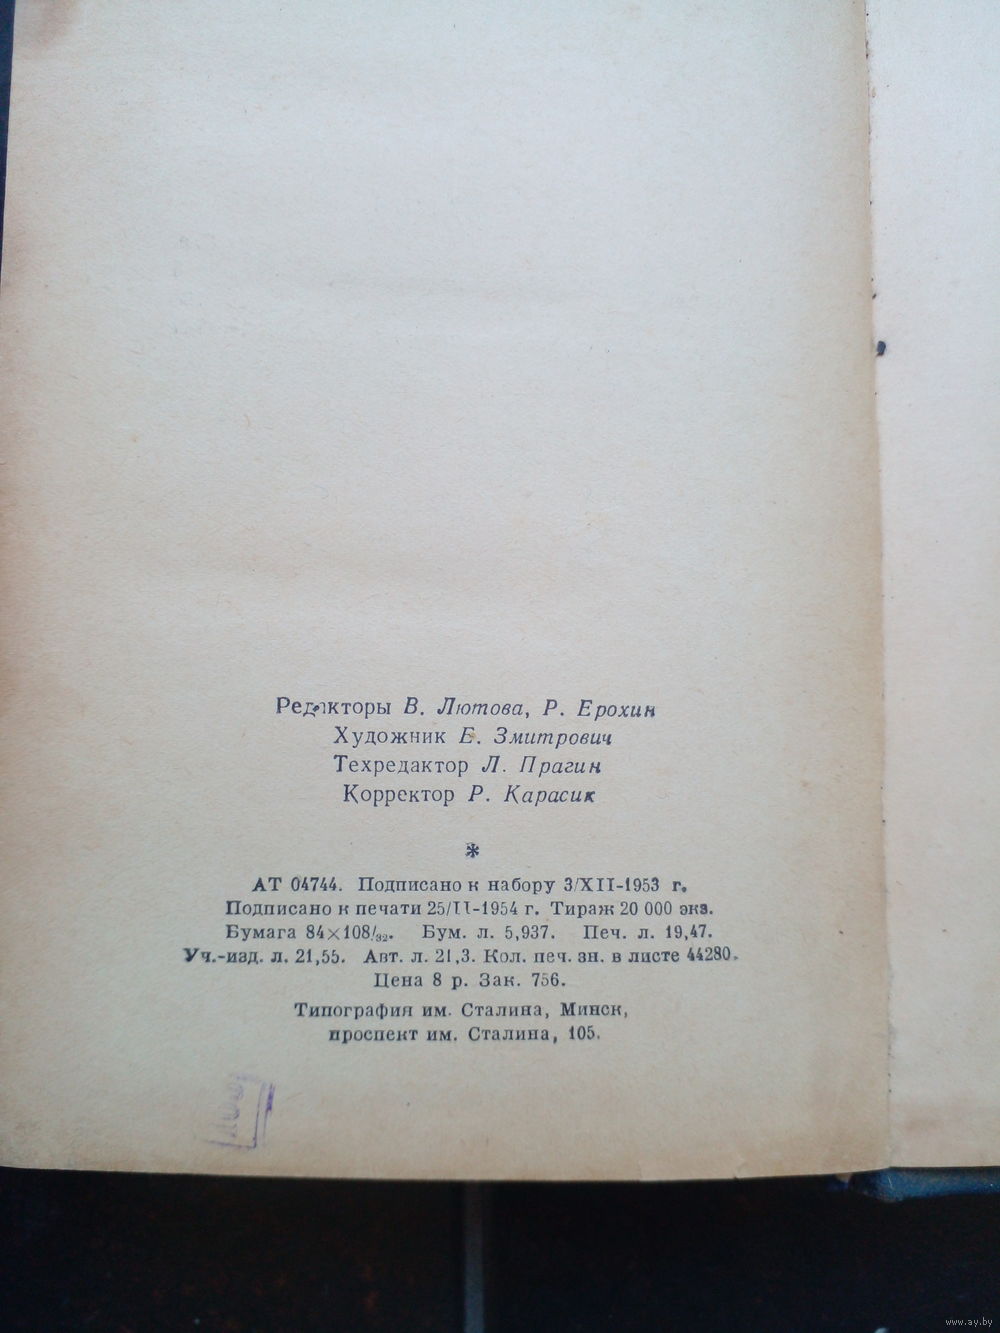 Редакторы В. Лютова, Р. Ерохин
Художник Е. Змитрович
Техредактор Л. Прагин
Корректор Р. Карасик
*
АТ 04744. Подписано к набору 3/XII-1953 г.
Подписано к печати 25/II-1954 г. Тираж 20 000 экз.
Бумага 84×108/32. Бум. л. 5,937. Печ. л. 19,47.
Уч.-изд. л. 21,55. Авт. л. 21,3. Кол. печ. зн. в листе 44280.
Цена 8 р. Зак. 756.
Типография им. Сталина, Минск,
проспект им. Сталина, 105.
www.ay.by